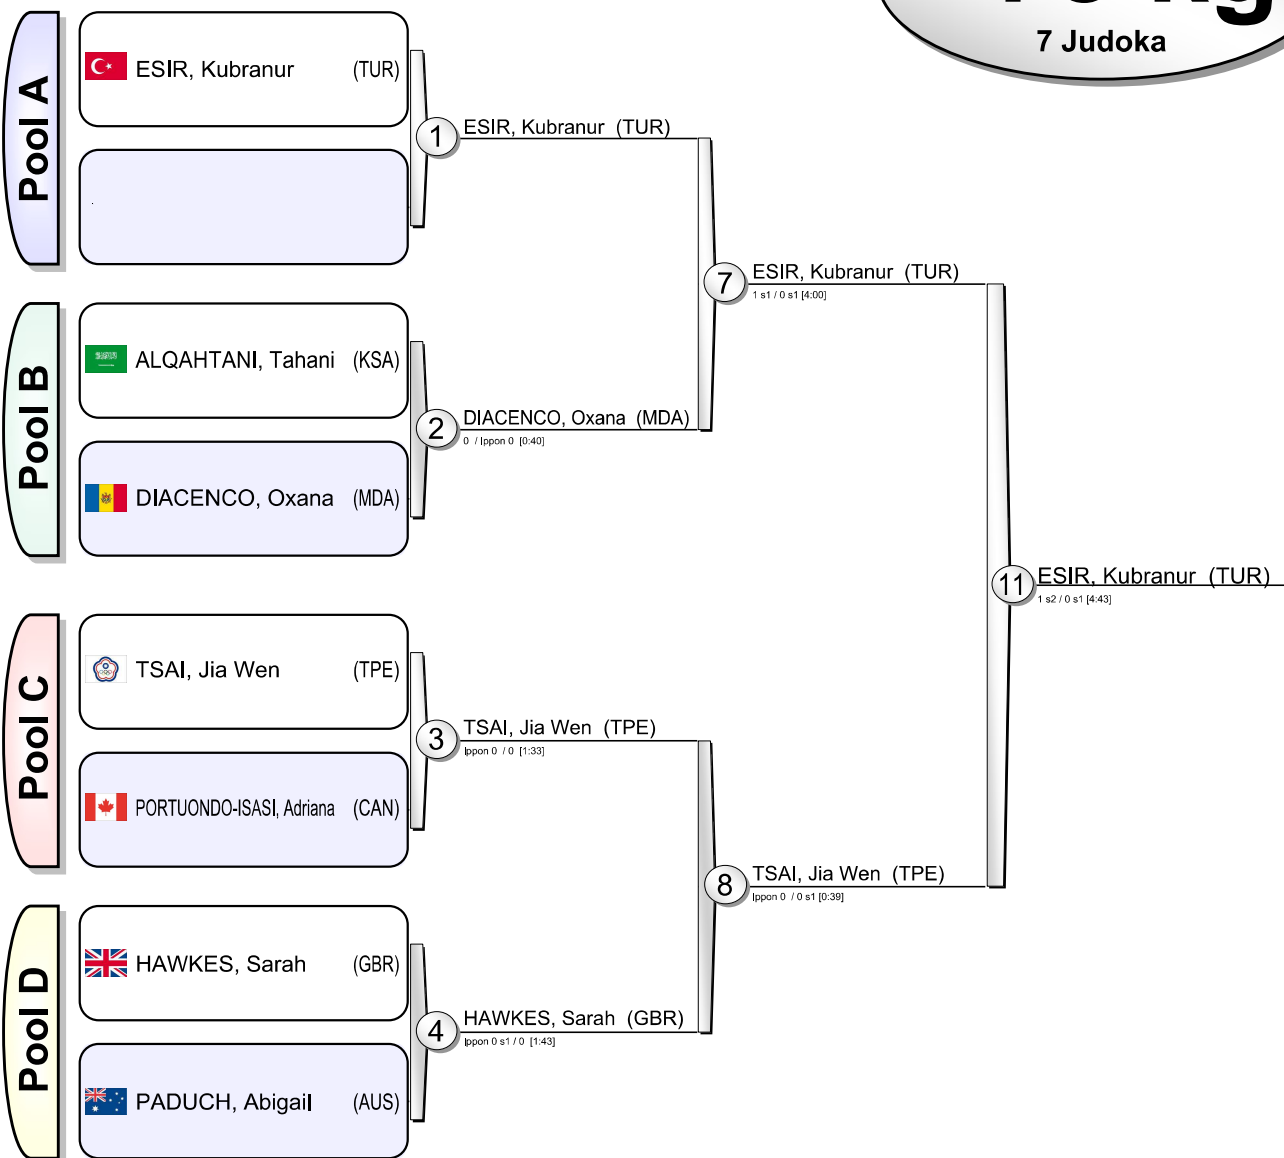 7 Judoka
Pool A
ESIR, Kubranur (TUR)
1
ESIR, Kubranur (TUR)
7
ESIR, Kubranur (TUR)
1 s1 / 0 s1 [4:00]
Pool B
ALQAHTANI, Tahani (KSA)
2
DIACENCO, Oxana (MDA)
0 / Ippon 0 [0:40]
DIACENCO, Oxana (MDA)
11
ESIR, Kubranur (TUR)
1 s2 / 0 s1 [4:43]
Pool C
TSAI, Jia Wen (TPE)
3
TSAI, Jia Wen (TPE)
Ippon 0 / 0 [1:33]
PORTUONDO-ISASI, Adriana (CAN)
8
TSAI, Jia Wen (TPE)
Ippon 0 / 0 s1 [0:39]
Pool D
HAWKES, Sarah (GBR)
4
HAWKES, Sarah (GBR)
Ippon 0 s1 / 0 [1:43]
PADUCH, Abigail (AUS)